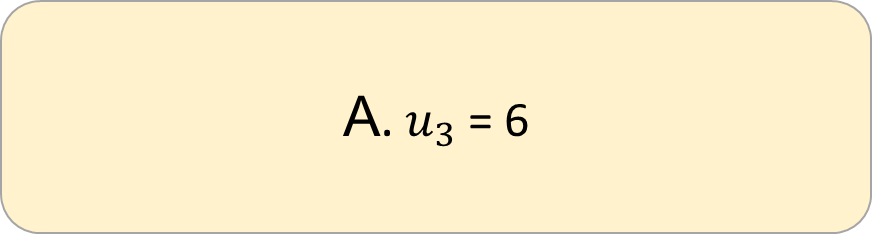 A. 𝑢₃ = 6